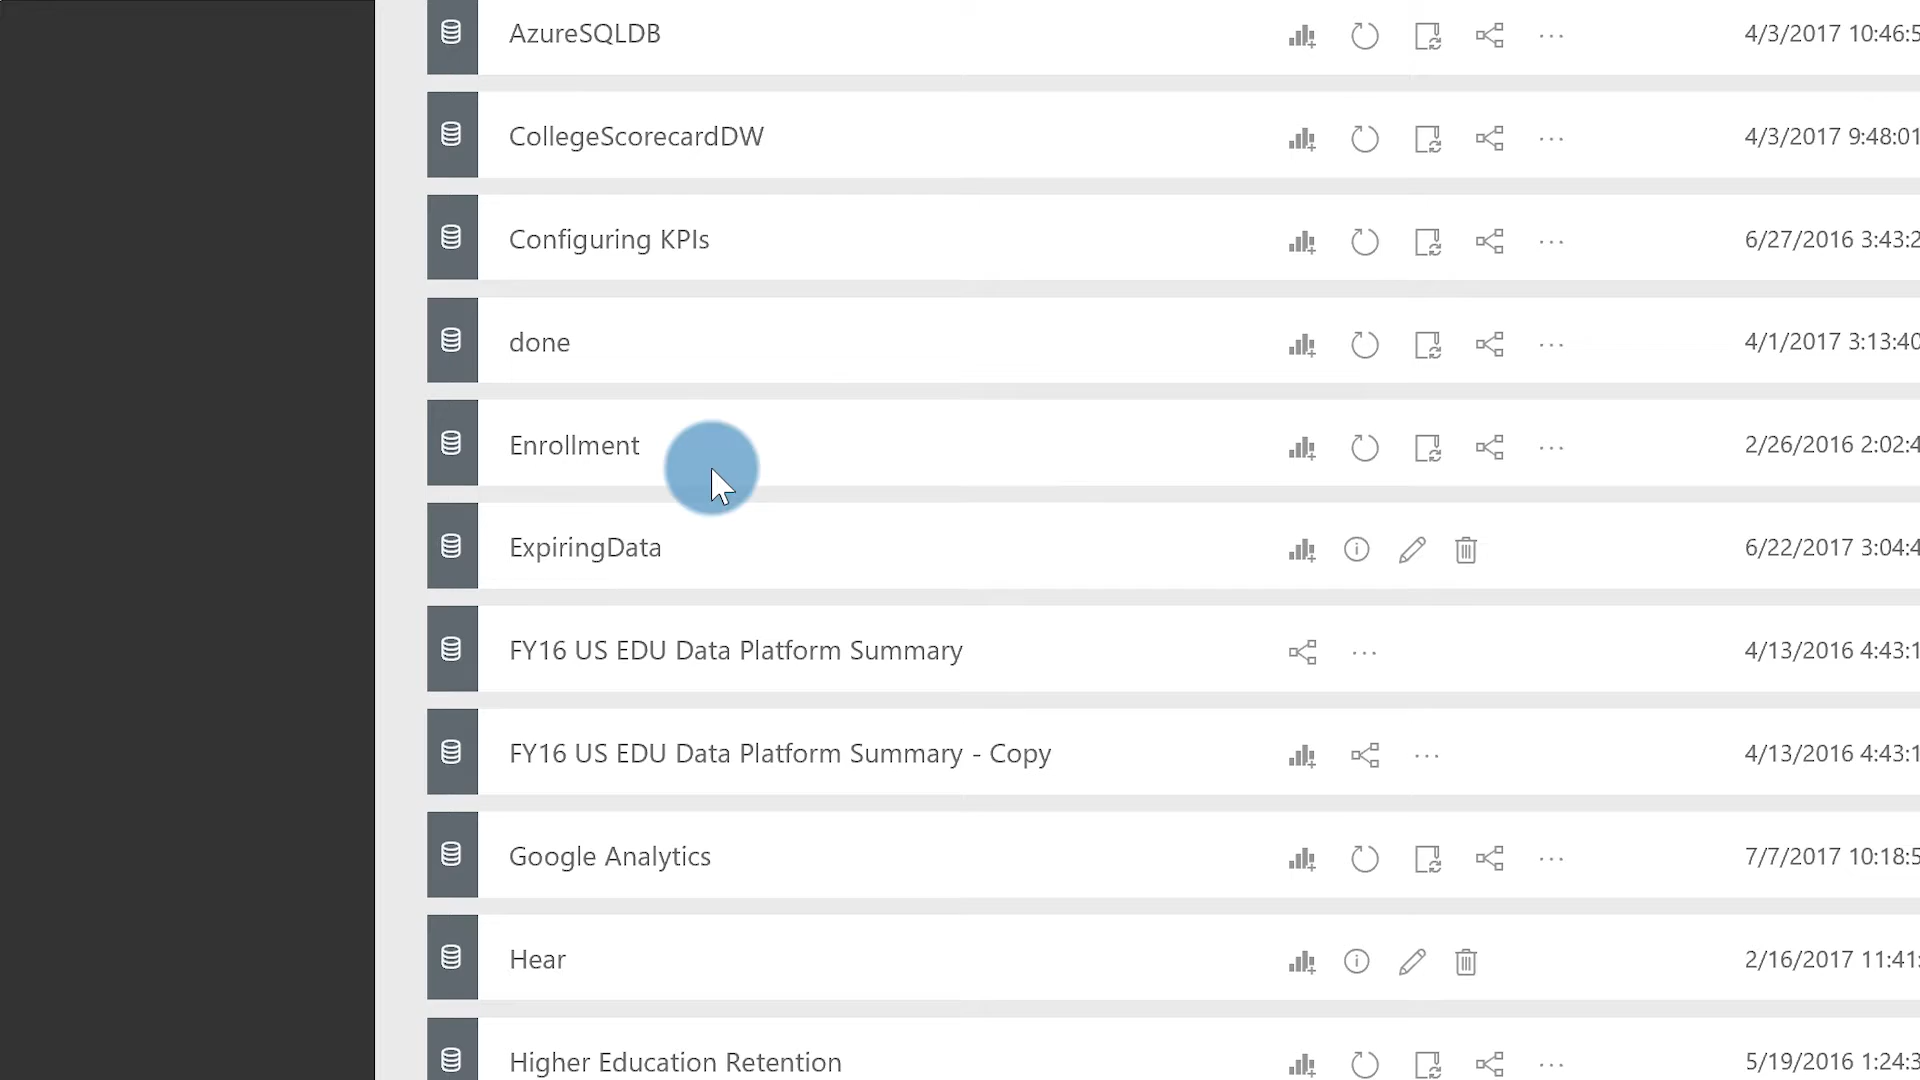 AzureSQLDB 4/3/2017 10:46:5
CollegeScorecardDW 4/3/2017 9:48:01
Configuring KPIs 6/27/2016 3:43:2
done 4/1/2017 3:13:40
Enrollment 2/26/2016 2:02:4
ExpiringData 6/22/2017 3:04:4
FY16 US EDU Data Platform Summary 4/13/2016 4:43:1
FY16 US EDU Data Platform Summary - Copy 4/13/2016 4:43:1
Google Analytics 7/7/2017 10:18:5
Hear 2/16/2017 11:41:
Higher Education Retention 5/19/2016 1:24:3